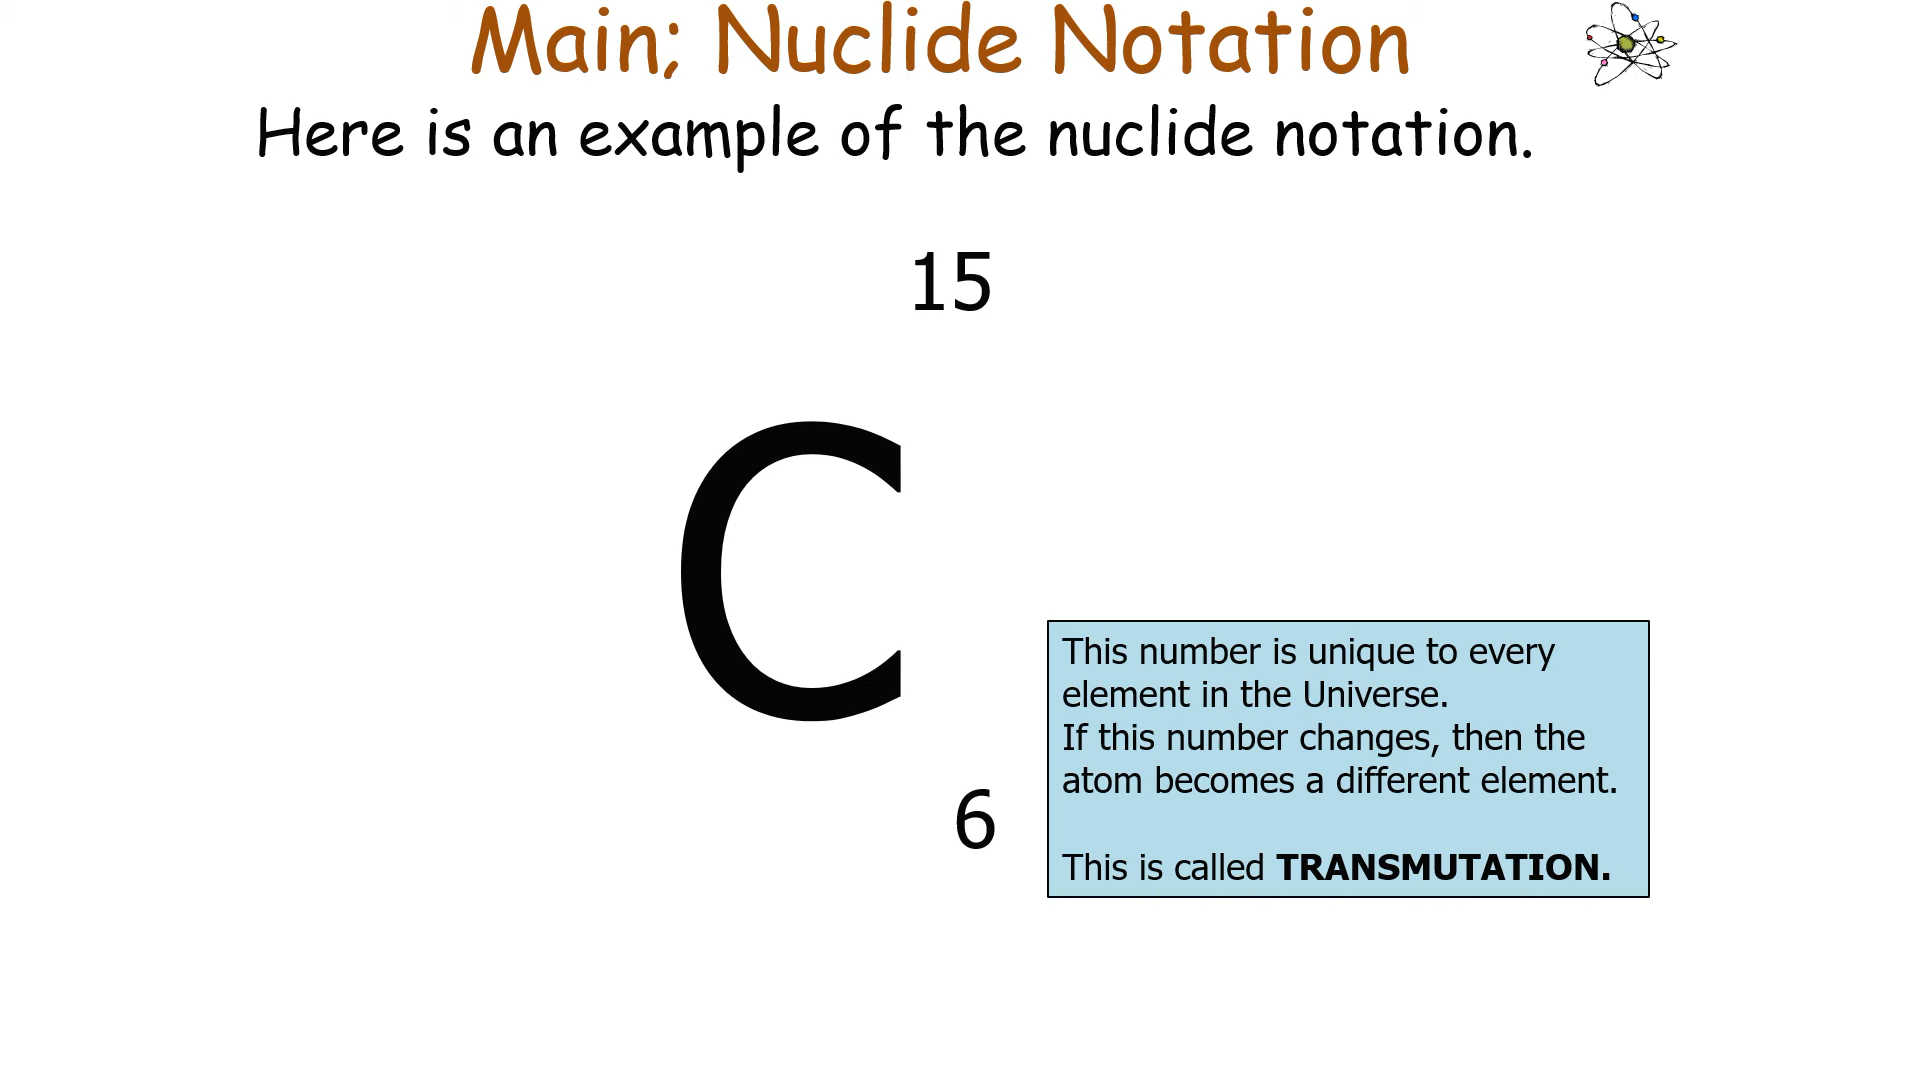 Main; Nuclide Notation
Here is an example of the nuclide notation.
15
C
6
This number is unique to every
element in the Universe.
If this number changes, then the
atom becomes a different element.
This is called TRANSMUTATION.